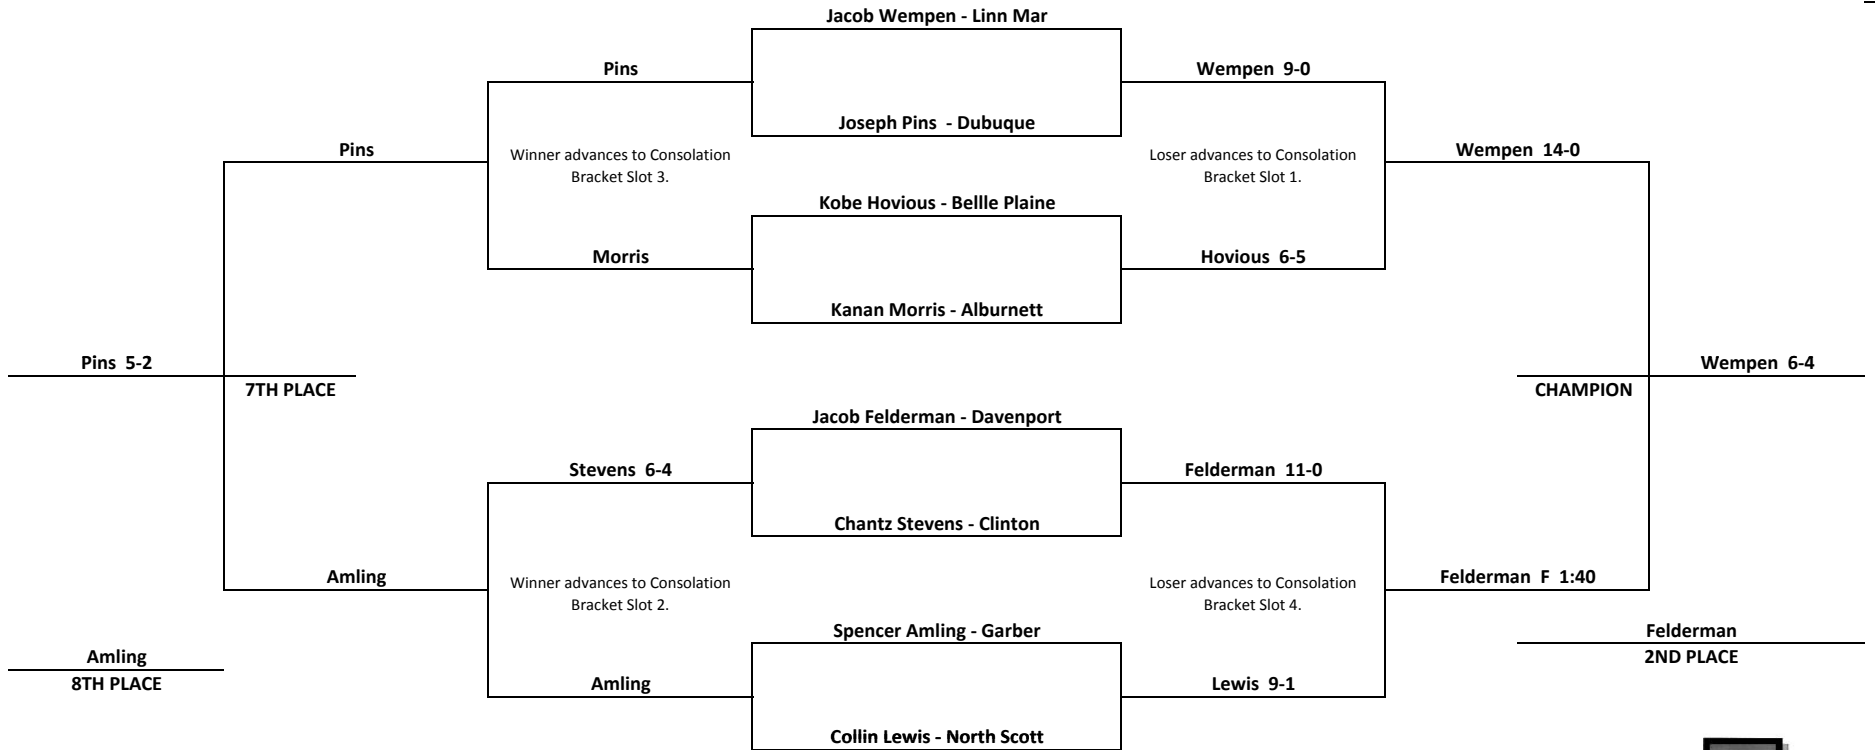 Jacob Wempen - Linn Mar
Pins
Wempen 9-0
Joseph Pins - Dubuque
Pins
Winner advances to Consolation
Bracket Slot 3.
Loser advances to Consolation
Bracket Slot 1.
Wempen 14-0
Kobe Hovious - Bellle Plaine
Morris
Hovious 6-5
Kanan Morris - Alburnett
Pins 5-2
7TH PLACE
Wempen 6-4
CHAMPION
Jacob Felderman - Davenport
Stevens 6-4
Felderman 11-0
Chantz Stevens - Clinton
Amling
Winner advances to Consolation
Bracket Slot 2.
Loser advances to Consolation
Bracket Slot 4.
Felderman F 1:40
Spencer Amling - Garber
Felderman
2ND PLACE
Amling
8TH PLACE
Amling
Lewis 9-1
Collin Lewis - North Scott